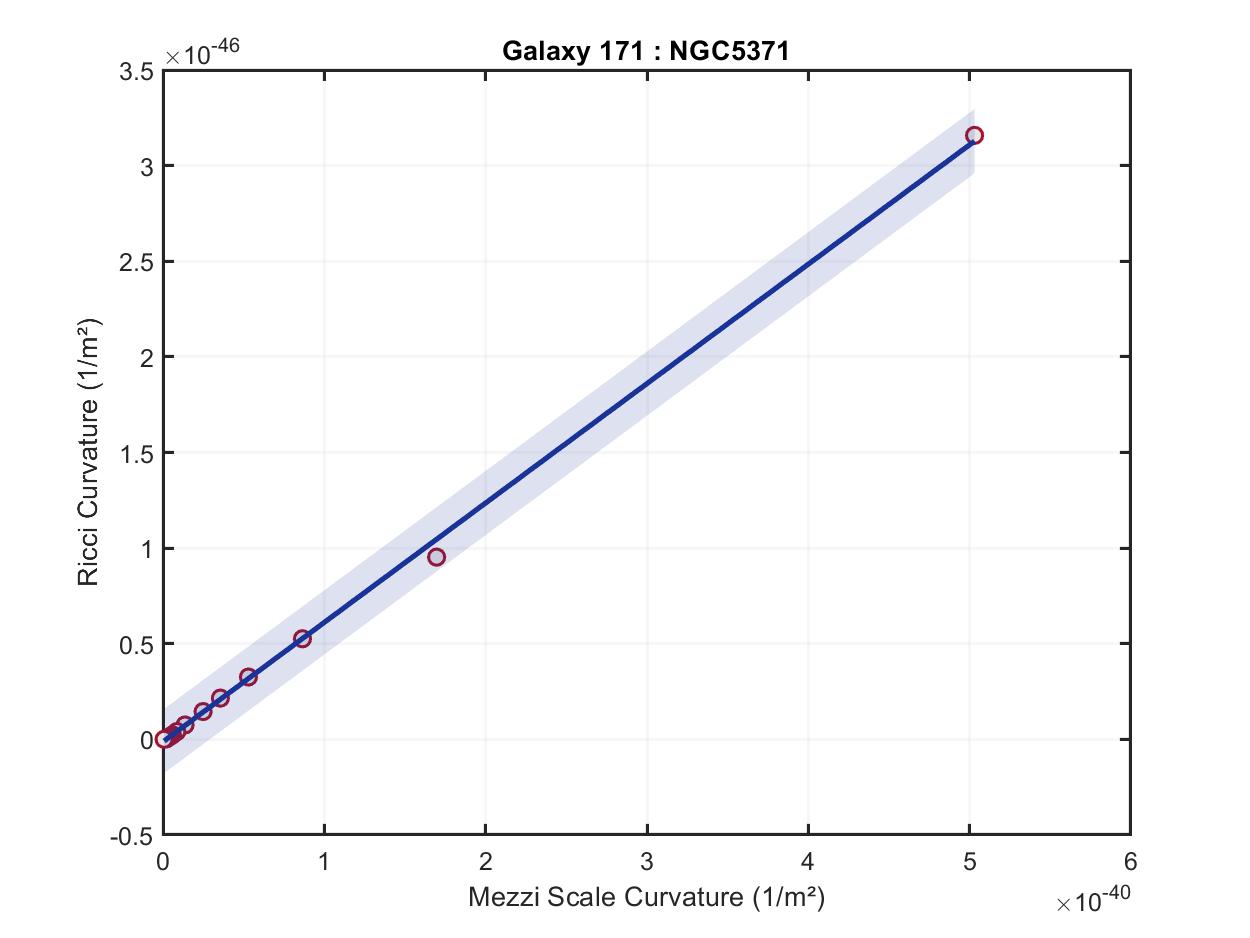 Galaxy 171 : NGC5371
×10-46
3.5
3
2.5
2
1.5
1
0.5
0
-0.5
Ricci Curvature (1/m²)
0 1 2 3 4 5 6
Mezzi Scale Curvature (1/m²)
×10-40